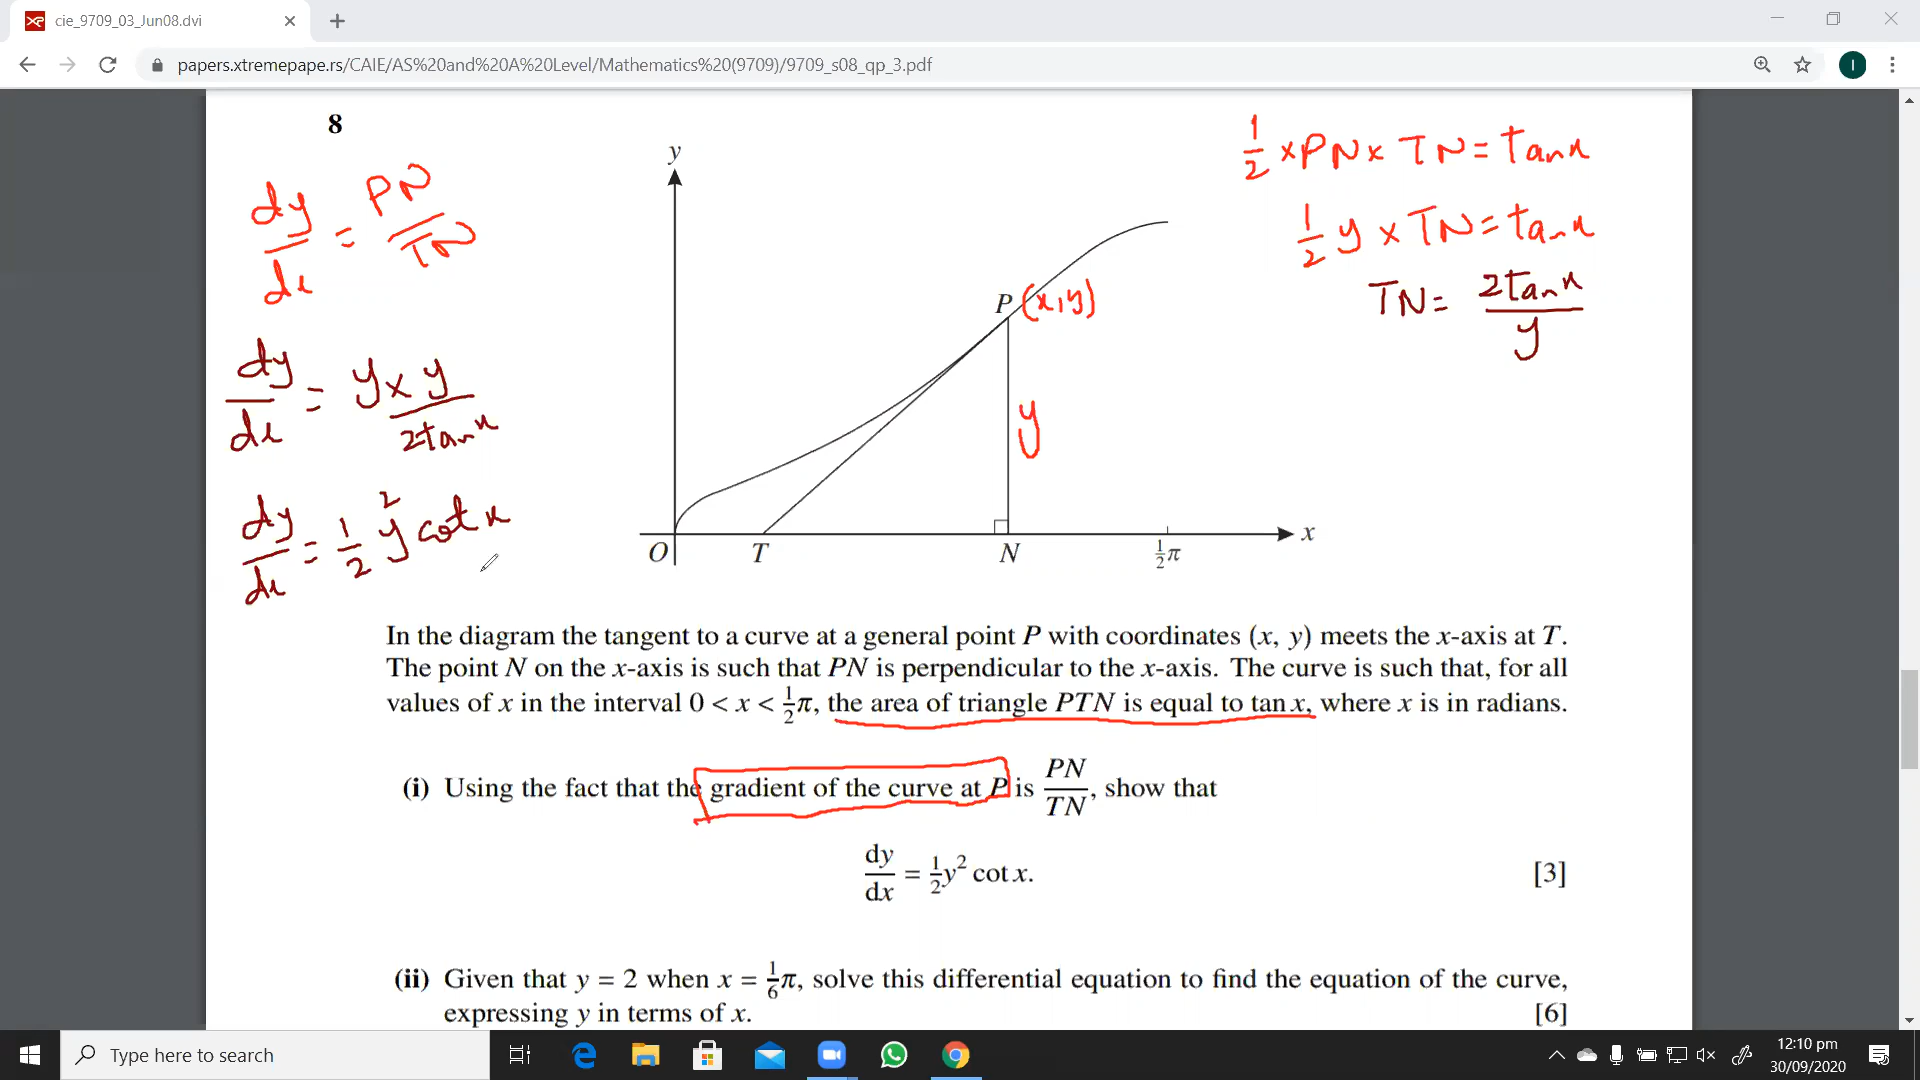 cie_9709_03_Jun08.dvi
papers.xtremepape.rs/CAIE/AS%20and%20A%20Level/Mathematics%20(9709)/9709_s08_qp_3.pdf
I
8
dy/dx = PN/TN
dy/dx = y × y/2tanx
dy/dx = 1/2 y² cot x
1/2 × PN × TN = tanx
1/2 y × TN = tanx
TN = 2tanx/y
y
P (x,y)
y
O T N ½π x
In the diagram the tangent to a curve at a general point P with coordinates (x, y) meets the x-axis at T.
The point N on the x-axis is such that PN is perpendicular to the x-axis. The curve is such that, for all
values of x in the interval 0 < x < ½π, the area of triangle PTN is equal to tan x, where x is in radians.
(i) Using the fact that the gradient of the curve at P is PN/TN, show that
dy/dx = ½y² cot x. [3]
(ii) Given that y = 2 when x = ⅙π, solve this differential equation to find the equation of the curve,
expressing y in terms of x. [6]
Type here to search
12:10 pm
30/09/2020